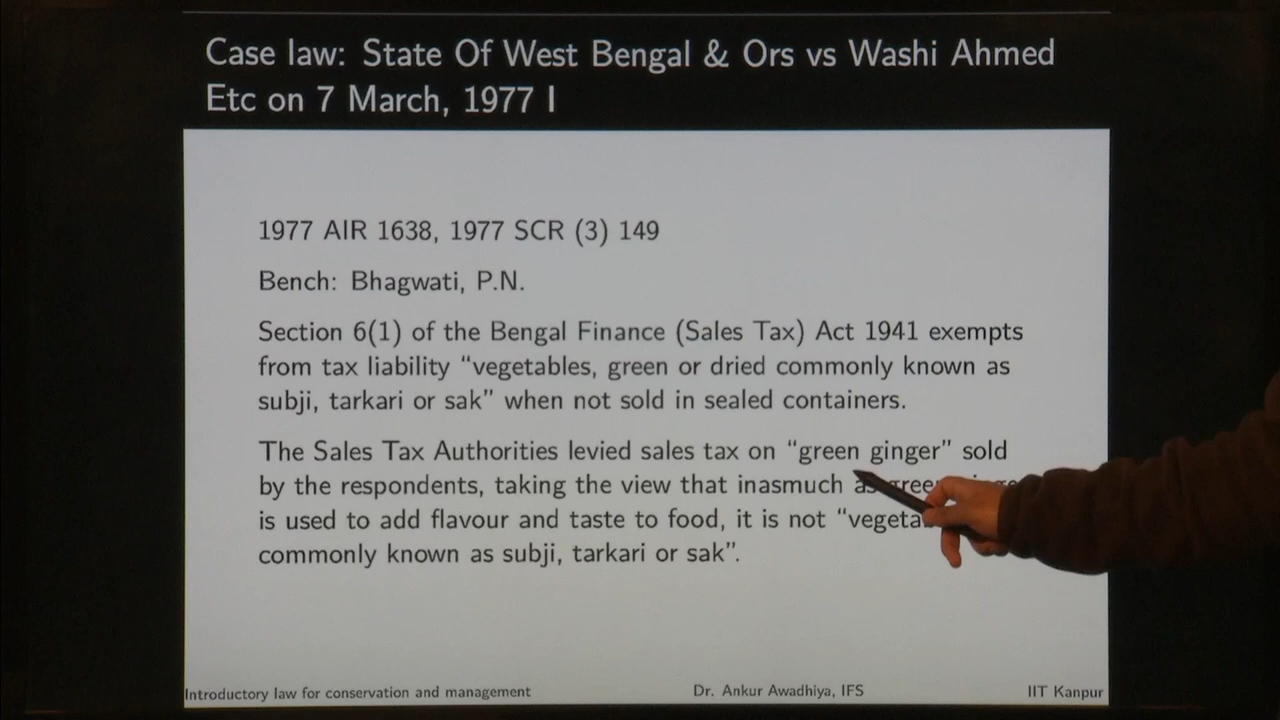 Case law: State Of West Bengal & Ors vs Washi Ahmed
Etc on 7 March, 1977 I
1977 AIR 1638, 1977 SCR (3) 149
Bench: Bhagwati, P.N.
Section 6(1) of the Bengal Finance (Sales Tax) Act 1941 exempts
from tax liability “vegetables, green or dried commonly known as
subji, tarkari or sak” when not sold in sealed containers.
The Sales Tax Authorities levied sales tax on “green ginger” sold
by the respondents, taking the view that inasmuch as
is used to add flavour and taste to food, it is not
commonly known as subji, tarkari or sak”.
Introductory law for conservation and management
Dr. Ankur Awadhiya, IFS
IIT Kanpur